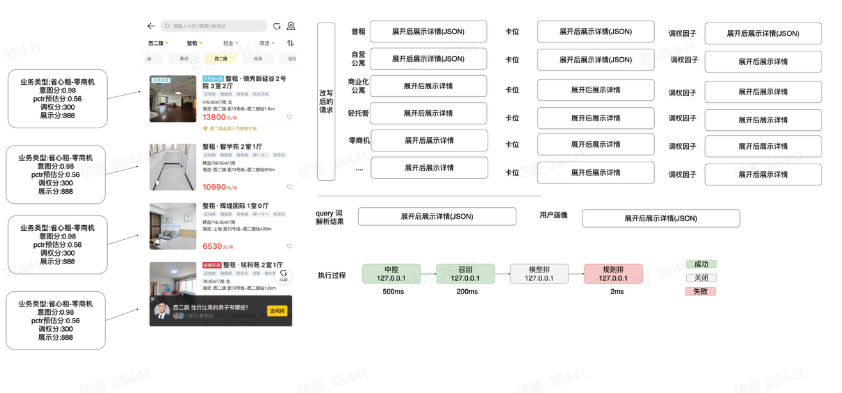 请输入小区/商圈/地铁站
西二旗 整租 租金 筛选
清河 西二旗
业务类型:省心租-零商机
意图分:0.98
pctr预估分:0.56
调权分:300
展示分:888
整租 · 领秀新硅谷 2号
院 3室2厅
13800 元/月
业务类型:省心租-零商机
意图分:0.98
pctr预估分:0.56
调权分:300
展示分:888
整租 · 智学苑 2室1厅
10990 元/月
业务类型:省心租-零商机
意图分:0.98
pctr预估分:0.56
调权分:300
展示分:888
整租 · 辉煌国际 1室0厅
6530 元/月
业务类型:省心租-零商机
意图分:0.98
pctr预估分:0.56
调权分:300
展示分:888
整租 · 铭科苑 2室1厅
西二旗 性价比高的房子有哪些?
去问问
改写后的请求
普租 展开后展示详情(JSON) 卡位 展开后展示详情(JSON) 调权因子 展开后展示详情(JSON)
自营公寓 展开后展示详情(JSON) 卡位 展开后展示详情(JSON) 调权因子 展开后展示详情(JSON)
商业化公寓 展开后展示详情 卡位 展开后展示详情 调权因子 展开后展示详情
轻托管 展开后展示详情 卡位 展开后展示详情 调权因子 展开后展示详情
零商机 展开后展示详情 卡位 展开后展示详情 调权因子 展开后展示详情
.... 展开后展示详情 卡位 展开后展示详情 调权因子 展开后展示详情
query 词
解析结果 展开后展示详情(JSON) 用户画像 展开后展示详情(JSON)
执行过程
中控
127.0.0.1
500ms
召回
127.0.0.1
200ms
模型排
127.0.0.1
规则排
127.0.0.1
2ms
成功
关闭
失败
访客 35441